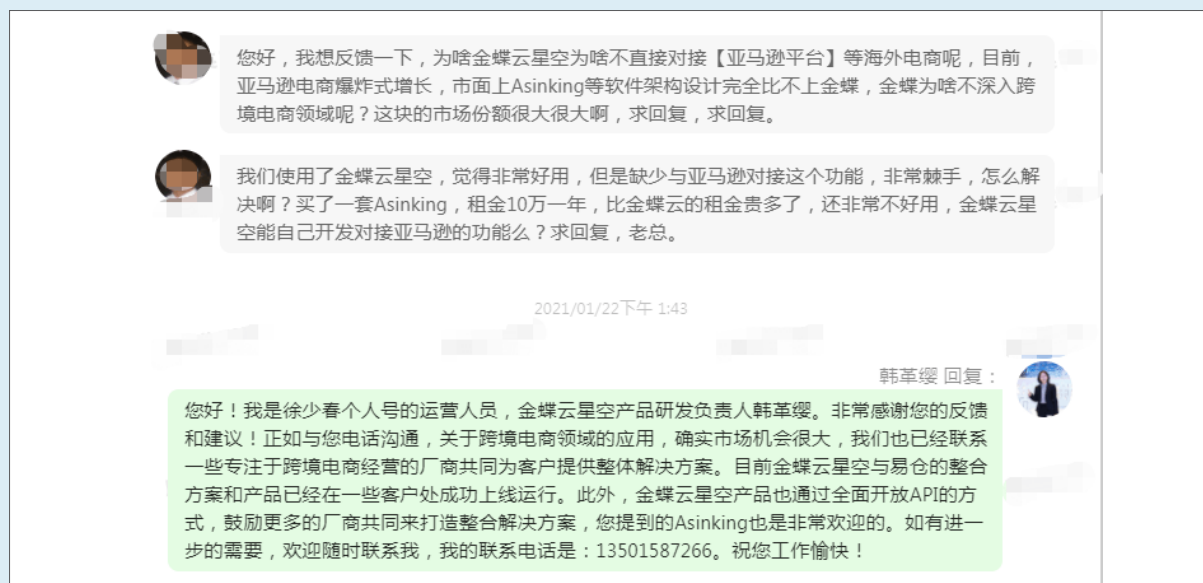 您好，我想反馈一下，为啥金蝶云星空为啥不直接对接【亚马逊平台】等海外电商呢，目前，
亚马逊电商爆炸式增长，市面上Asinking等软件架构设计完全比不上金蝶，金蝶为啥不深入跨
境电商领域呢？这块的市场份额很大很大啊，求回复，求回复。
我们使用了金蝶云星空，觉得非常好用，但是缺少与亚马逊对接这个功能，非常棘手，怎么解
决啊？买了一套Asinking，租金10万一年，比金蝶云的租金贵多了，还非常不好用，金蝶云星
空能自己开发对接亚马逊的功能么？求回复，老总。
2021/01/22下午 1:43
韩革缨 回复：
您好！我是徐少春个人号的运营人员，金蝶云星空产品研发负责人韩革缨。非常感谢您的反馈
和建议！正如与您电话沟通，关于跨境电商领域的应用，确实市场机会很大，我们也已经联系
一些专注于跨境电商经营的厂商共同为客户提供整体解决方案。目前金蝶云星空与易仓的整合
方案和产品已经在一些客户处成功上线运行。此外，金蝶云星空产品也通过全面开放API的方
式，鼓励更多的厂商共同来打造整合解决方案，您提到的Asinking也是非常欢迎的。如有进一
步的需要，欢迎随时联系我，我的联系电话是：13501587266。祝您工作愉快！